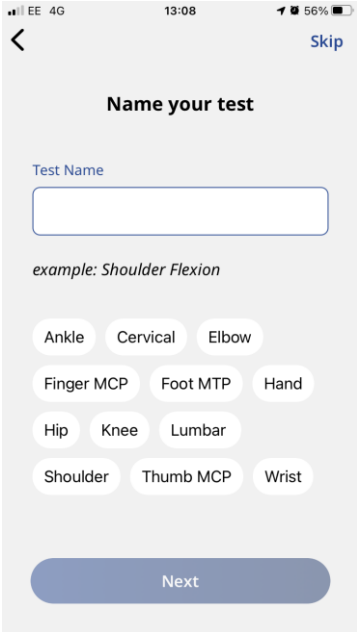 EE 4G 13:08 56%
Skip
Name your test
Test Name
example: Shoulder Flexion
Ankle Cervical Elbow
Finger MCP Foot MTP Hand
Hip Knee Lumbar
Shoulder Thumb MCP Wrist
Next